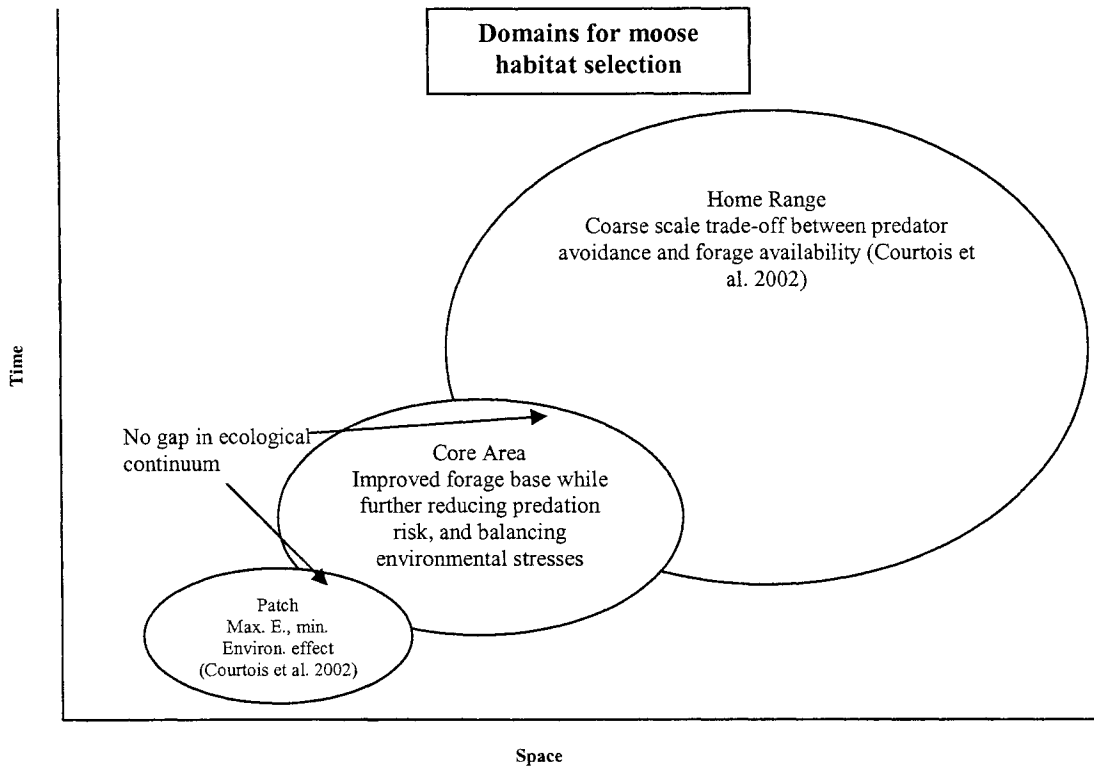 Domains for moose
habitat selection
Home Range
Coarse scale trade-off between predator
avoidance and forage availability (Courtois et
al. 2002)
Time
No gap in ecological
continuum
Core Area
Improved forage base while
further reducing predation
risk, and balancing
environmental stresses
Patch
Max. E., min.
Environ. effect
(Courtois et al. 2002)
Space